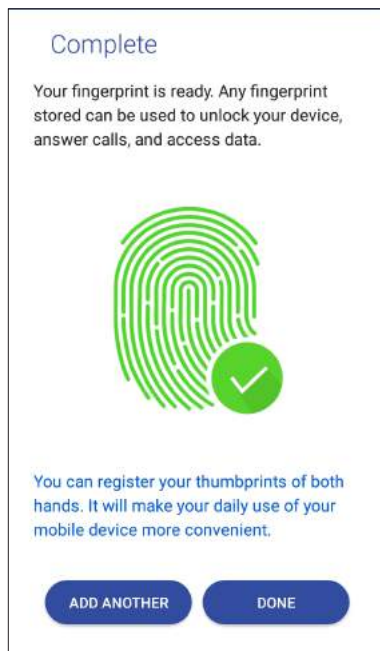 Complete
Your fingerprint is ready. Any fingerprint
stored can be used to unlock your device,
answer calls, and access data.
You can register your thumbprints of both
hands. It will make your daily use of your
mobile device more convenient.
ADD ANOTHER
DONE